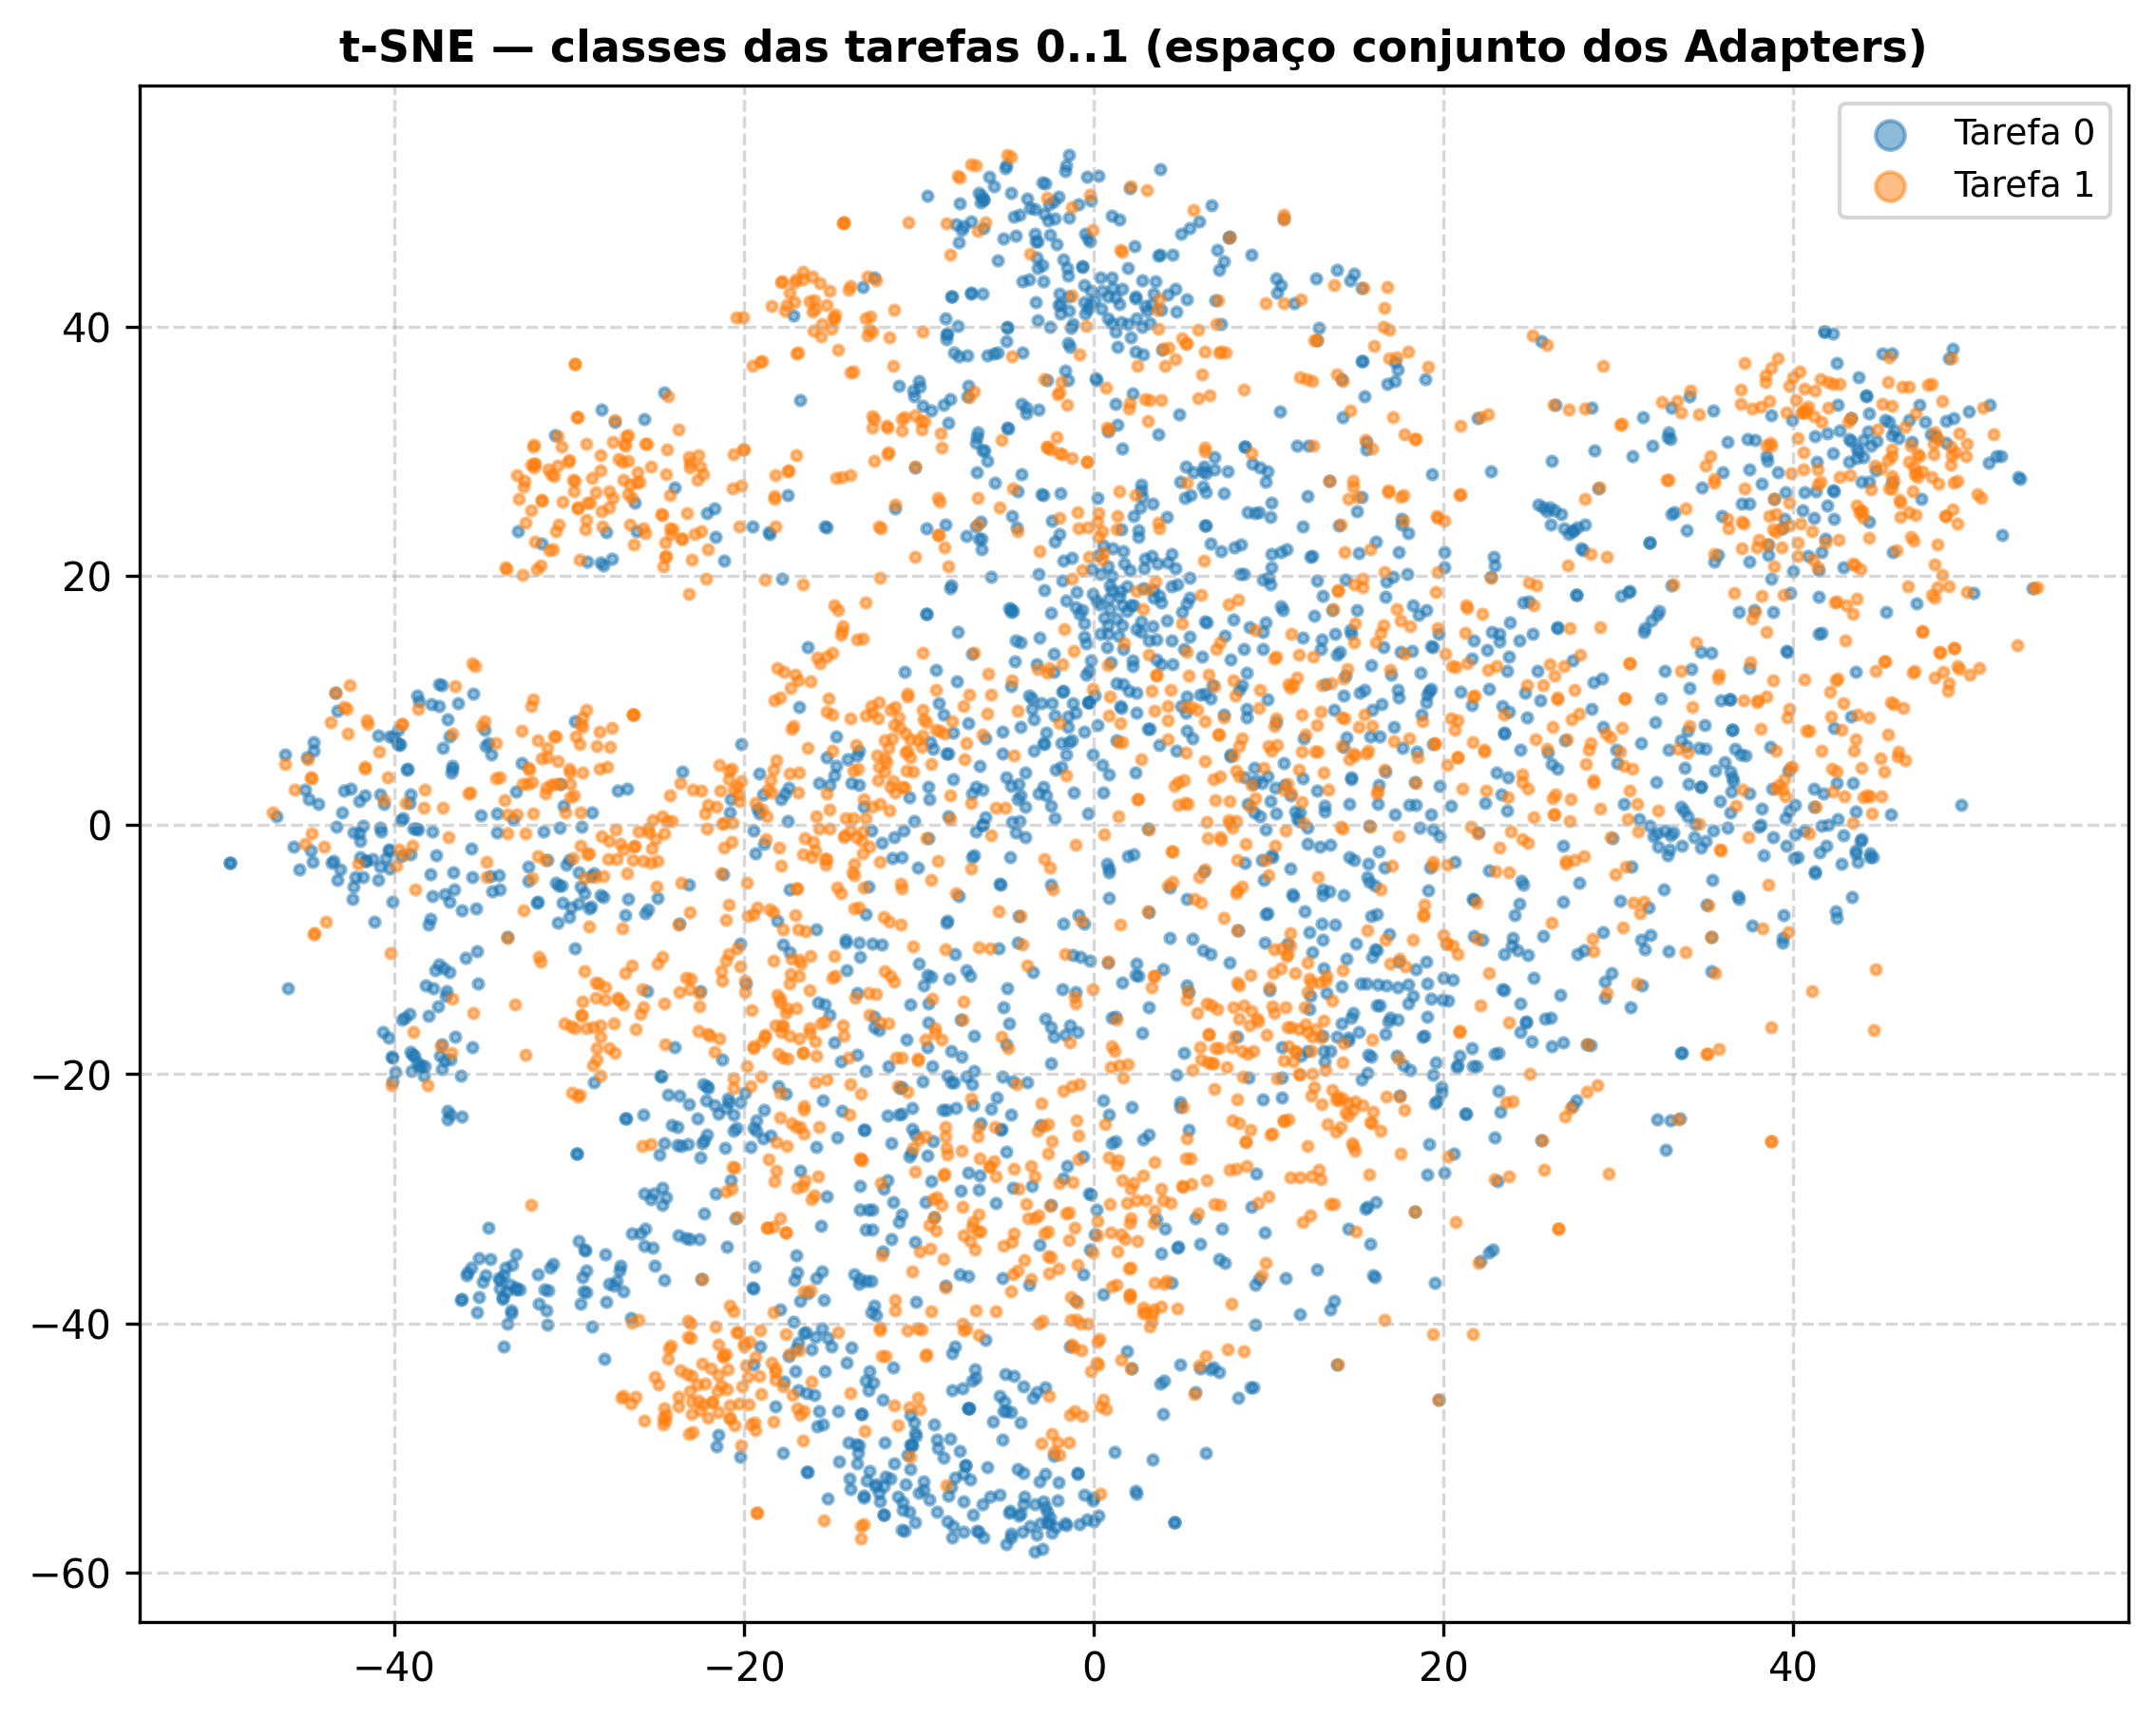 t-SNE — classes das tarefas 0..1 (espaço conjunto dos Adapters)
Tarefa 0
Tarefa 1
40
20
0
−20
−40
−60
−40 −20 0 20 40